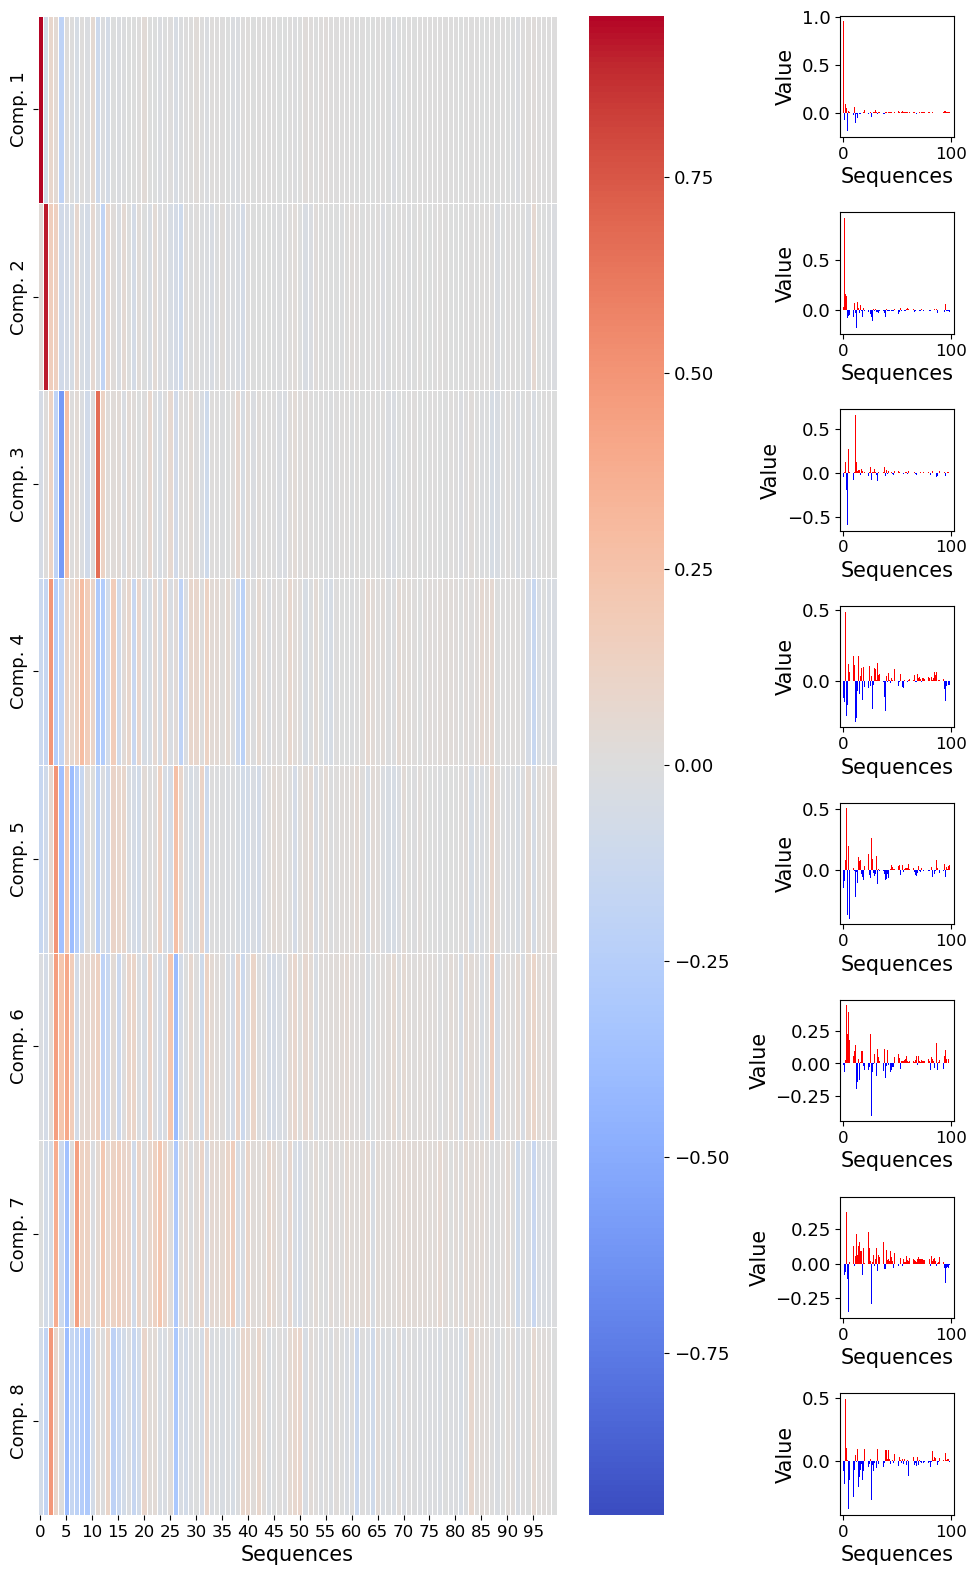 Comp. 1
Comp. 2
Comp. 3
Comp. 4
Comp. 5
Comp. 6
Comp. 7
Comp. 8
0 5 10 15 20 25 30 35 40 45 50 55 60 65 70 75 80 85 90 95
Sequences
0.75
0.50
0.25
0.00
−0.25
−0.50
−0.75
1.0
0.5
0.0
Value
0 100
Sequences
0.5
0.0
Value
0 100
Sequences
0.5
0.0
−0.5
Value
0 100
Sequences
0.5
0.0
Value
0 100
Sequences
0.5
0.0
Value
0 100
Sequences
0.25
0.00
−0.25
Value
0 100
Sequences
0.25
0.00
−0.25
Value
0 100
Sequences
0.5
0.0
Value
0 100
Sequences